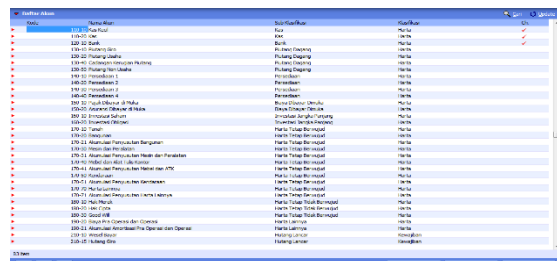 Daftar Akun Cari Update
Kode Nama Akun Sub Klasifikasi Klasifikasi
110-10 Kas Kecil Kas Harta
110-20 Kas Kas Harta
120-10 Bank Bank Harta
130-10 Piutang Giro Piutang Dagang Harta
130-20 Piutang Usaha Piutang Dagang Harta
130-40 Cadangan Kerugian Piutang Piutang Dagang Harta
130-30 Piutang Non Usaha Piutang Dagang Harta
140-10 Persediaan 1 Persediaan Harta
140-20 Persediaan 2 Persediaan Harta
140-30 Persediaan 3 Persediaan Harta
140-40 Persediaan 4 Persediaan Harta
150-10 Pajak Dibayar di Muka Biaya Dibayar Dimuka Harta
150-20 Asuransi Dibayar di Muka Biaya Dibayar Dimuka Harta
160-10 Investasi Saham Investasi Jangka Panjang Harta
160-20 Investasi Obligasi Investasi Jangka Panjang Harta
170-10 Tanah Harta Tetap Berwujud Harta
170-20 Bangunan Harta Tetap Berwujud Harta
170-21 Akumulasi Penyusutan Bangunan Harta Tetap Berwujud Harta
170-30 Mesin dan Peralatan Harta Tetap Berwujud Harta
170-31 Akumulasi Penyusutan Mesin dan Peralatan Harta Tetap Berwujud Harta
170-40 Mebel dan Alat Tulis Kantor Harta Tetap Berwujud Harta
170-41 Akumulasi Penyusutan Mebel dan ATK Harta Tetap Berwujud Harta
170-50 Kendaraan Harta Tetap Berwujud Harta
170-51 Akumulasi Penyusutan Kendaraan Harta Tetap Berwujud Harta
170-70 Harta Lainnya Harta Tetap Berwujud Harta
170-71 Akumulasi Penyusutan Harta Lainnya Harta Tetap Berwujud Harta
180-10 Hak Merek Harta Tetap Tidak Berwujud Harta
180-20 Hak Cipta Harta Tetap Tidak Berwujud Harta
180-30 Good Will Harta Tetap Tidak Berwujud Harta
190-20 Biaya Pra Operasi dan Operasi Harta Lainnya Harta
190-21 Akumulasi Amortisasi Pra Operasi dan Operasi Harta Lainnya Harta
210-10 Wesel Bayar Hutang Lancar Kewajiban
210-15 Hutang Giro Hutang Lancar Kewajiban